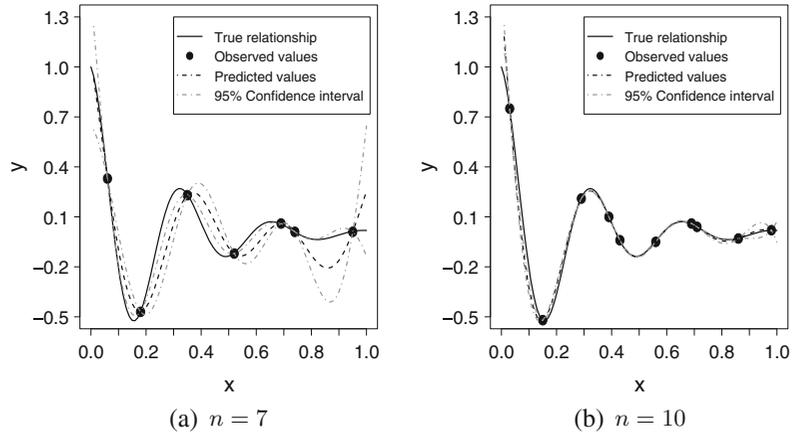 1.3
1.0
0.7
0.4
0.1
−0.2
−0.5
y
True relationship
Observed values
Predicted values
95% Confidence interval
0.0 0.2 0.4 0.6 0.8 1.0
x
(a) n = 7
1.3
1.0
0.7
0.4
0.1
−0.2
−0.5
y
True relationship
Observed values
Predicted values
95% Confidence interval
0.0 0.2 0.4 0.6 0.8 1.0
x
(b) n = 10